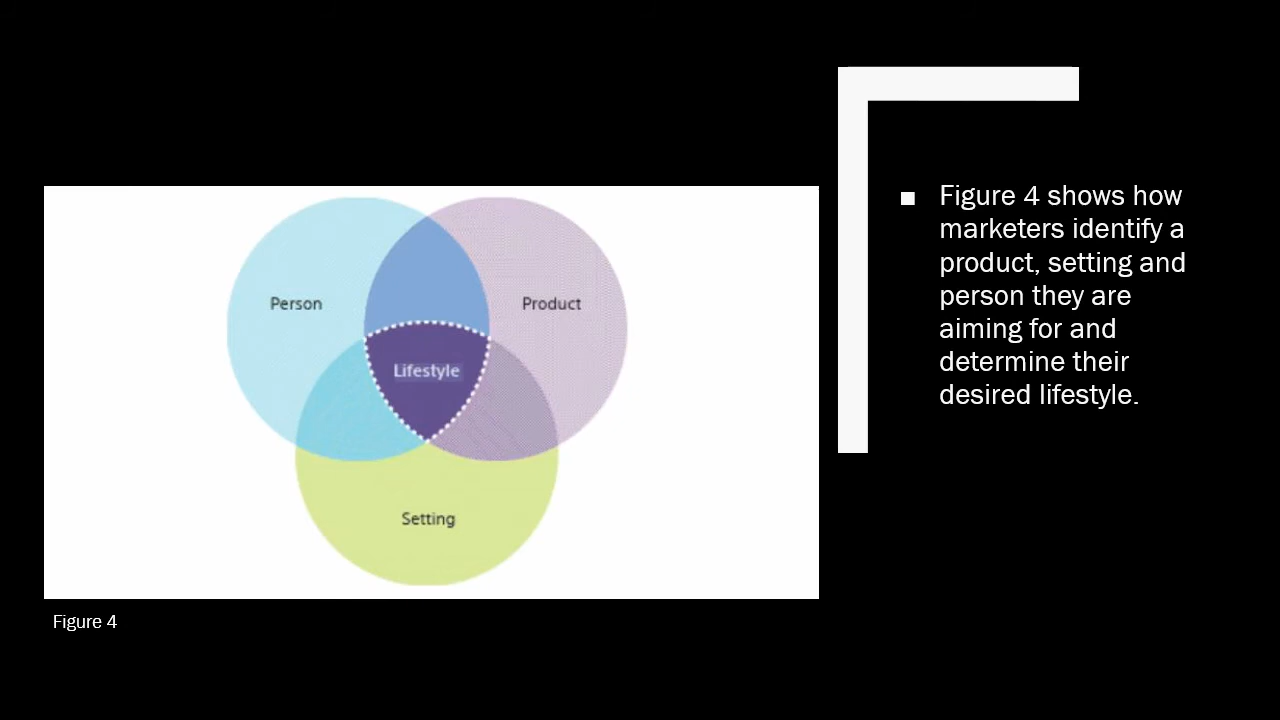 Person
Product
Lifestyle
Setting
Figure 4
■ Figure 4 shows how
marketers identify a
product, setting and
person they are
aiming for and
determine their
desired lifestyle.